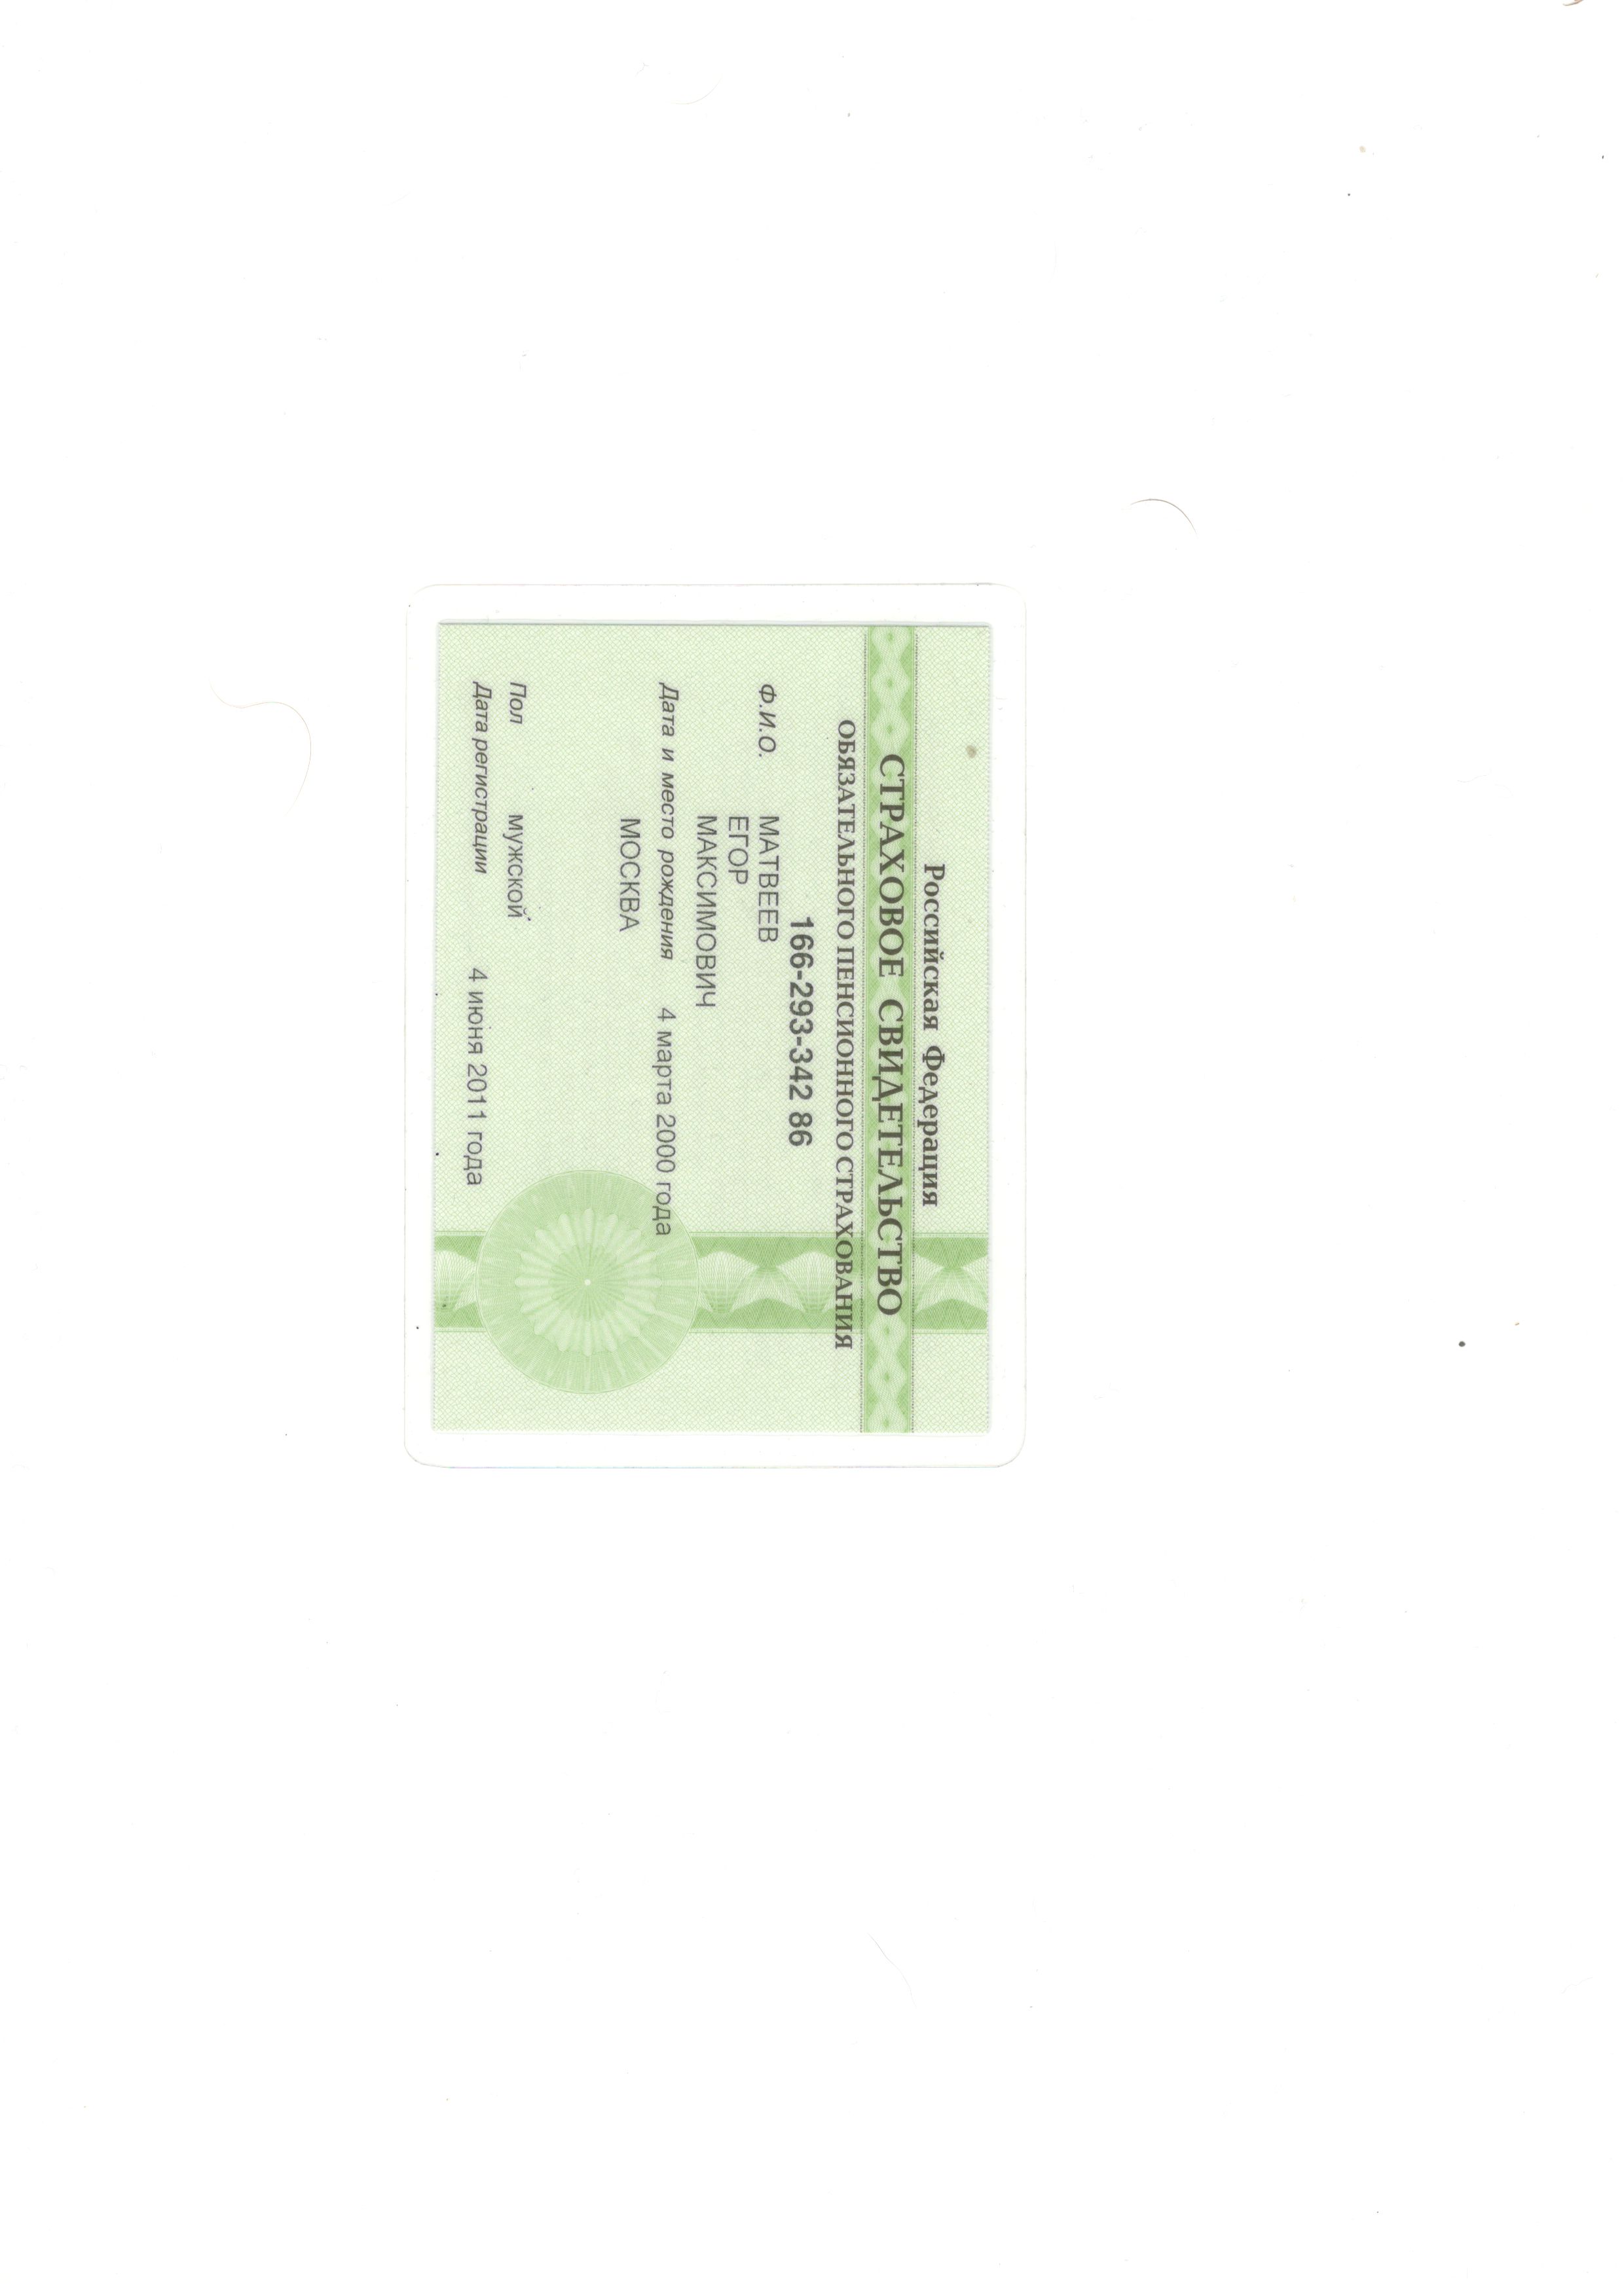 Российская Федерация
СТРАХОВОЕ СВИДЕТЕЛЬСТВО
ОБЯЗАТЕЛЬНОГО ПЕНСИОННОГО СТРАХОВАНИЯ
166-293-342 86
Ф.И.О. МАТВЕЕВ
ЕГОР
МАКСИМОВИЧ
Дата и место рождения 4 марта 2000 года
МОСКВА
Пол мужской
Дата регистрации 4 июня 2011 года